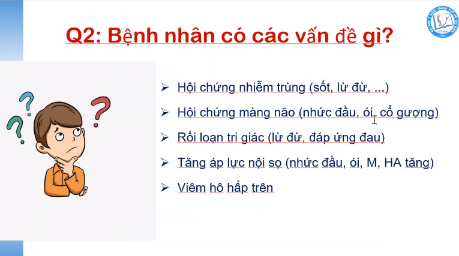 Q2: Bệnh nhân có các vấn đề gì?
Hội chứng nhiễm trùng (sốt, lừ đừ, ...)
Hội chứng màng não (nhức đầu, ói, cổ gượng)
Rối loạn tri giác (lừ đừ, đáp ứng đau)
Tăng áp lực nội sọ (nhức đầu, ói, M, HA tăng)
Viêm hô hấp trên